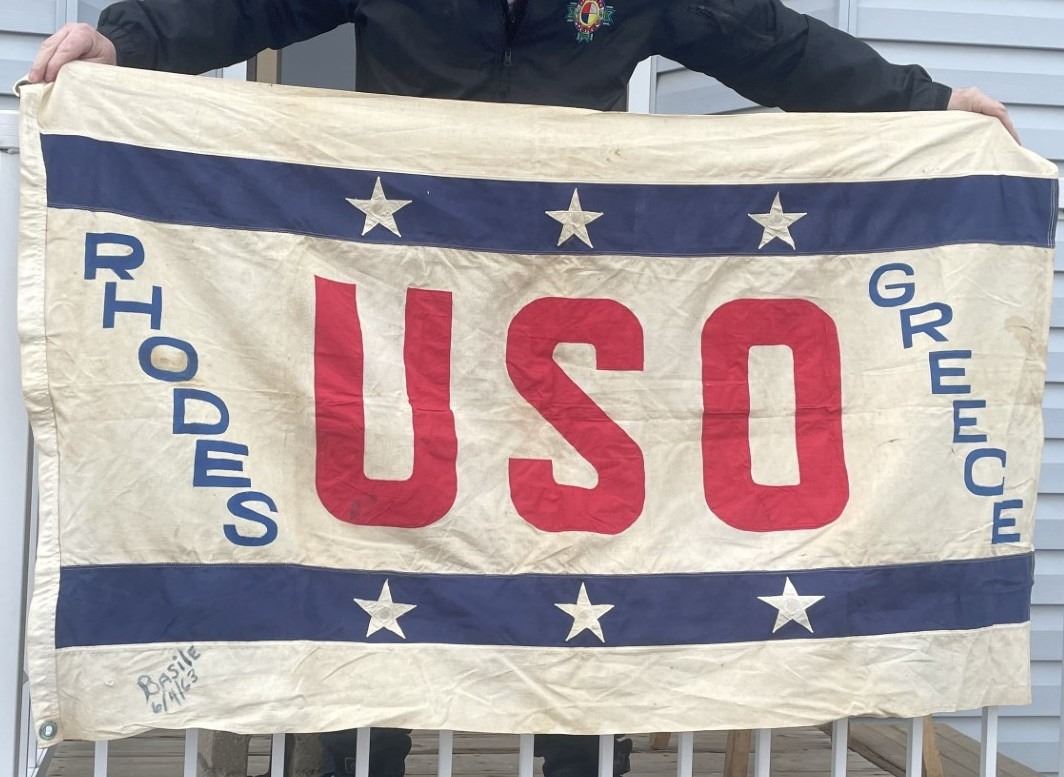 RHODES
USO
GREECE
Basile
6/4/63